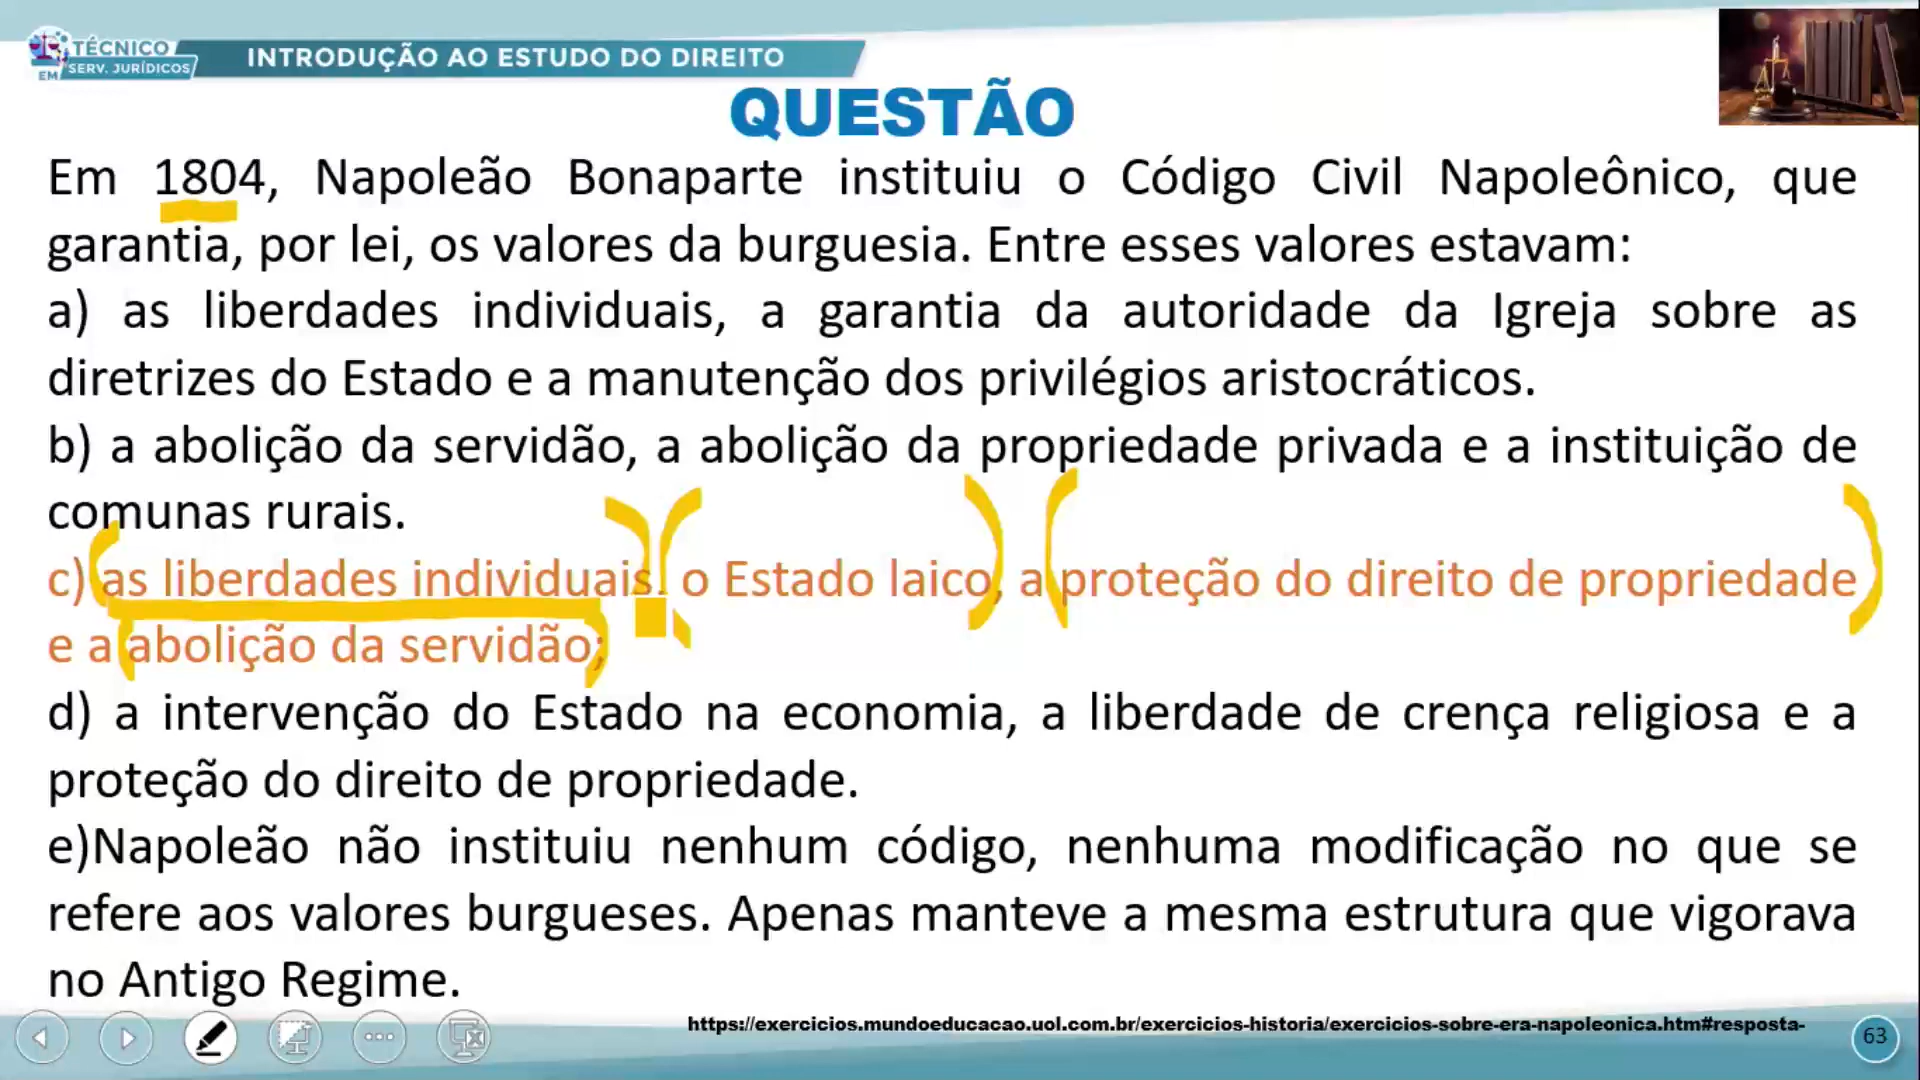 TÉCNICO
EM SERV. JURÍDICOS
INTRODUÇÃO AO ESTUDO DO DIREITO
QUESTÃO
Em 1804, Napoleão Bonaparte instituiu o Código Civil Napoleônico, que
garantia, por lei, os valores da burguesia. Entre esses valores estavam:
a) as liberdades individuais, a garantia da autoridade da Igreja sobre as
diretrizes do Estado e a manutenção dos privilégios aristocráticos.
b) a abolição da servidão, a abolição da propriedade privada e a instituição de
comunas rurais.
c) as liberdades individuais, o Estado laico, a proteção do direito de propriedade
e a abolição da servidão;
d) a intervenção do Estado na economia, a liberdade de crença religiosa e a
proteção do direito de propriedade.
e)Napoleão não instituiu nenhum código, nenhuma modificação no que se
refere aos valores burgueses. Apenas manteve a mesma estrutura que vigorava
no Antigo Regime.
https://exercicios.mundoeducacao.uol.com.br/exercicios-historia/exercicios-sobre-era-napoleonica.htm#resposta-
63